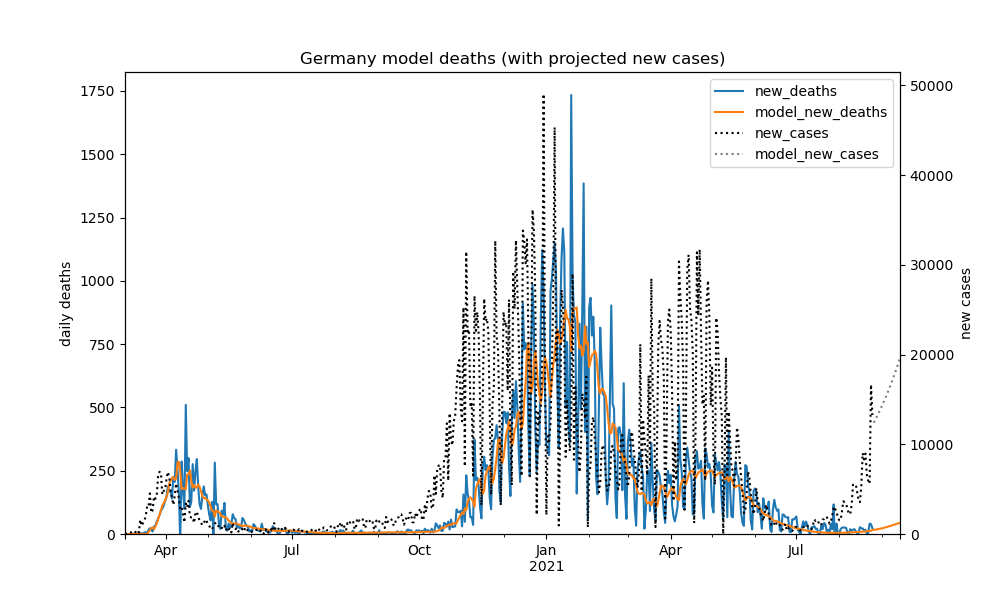 Germany model deaths (with projected new cases)
1750
1500
1250
1000
750
500
250
0
daily deaths
50000
40000
30000
20000
10000
0
new cases
new_deaths
model_new_deaths
new_cases
model_new_cases
Apr
Jul
Oct
Jan
2021
Apr
Jul